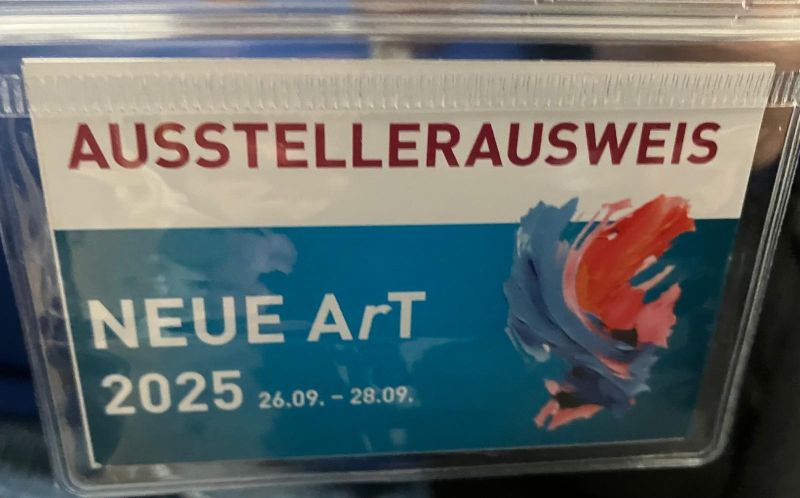 AUSSTELLERAUSWEIS
NEUE ArT
2025 26.09. – 28.09.